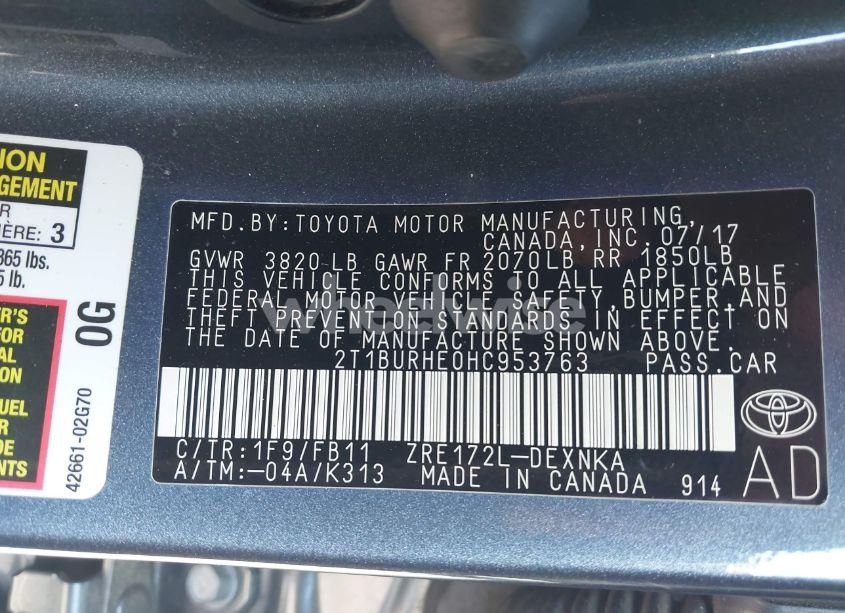 ION
GEMENT
R
IÈRE: 3
865 lbs.
5 lb.
ER'S
FOR
AL
ION
UEL
R
DE
NTS
0G
42661-02G70
MFD.BY:TOYOTA MOTOR MANUFACTURING,
CANADA, INC. 07/17
GVWR 3820 LB GAWR FR 2070LB RR 1850LB
THIS VEHICLE CONFORMS TO ALL APPLICABLE
FEDERAL MOTOR VEHICLE SAFETY, BUMPER, AND
THEFT PREVENTION STANDARDS IN EFFECT ON
THE DATE OF MANUFACTURE SHOWN ABOVE.
2T1BURHE0HC953763 PASS.CAR
C/TR:1F9/FB11 ZRE172L-DEXNKA
A/TM:-04A/K313 MADE IN CANADA 914
AD
wheelwise